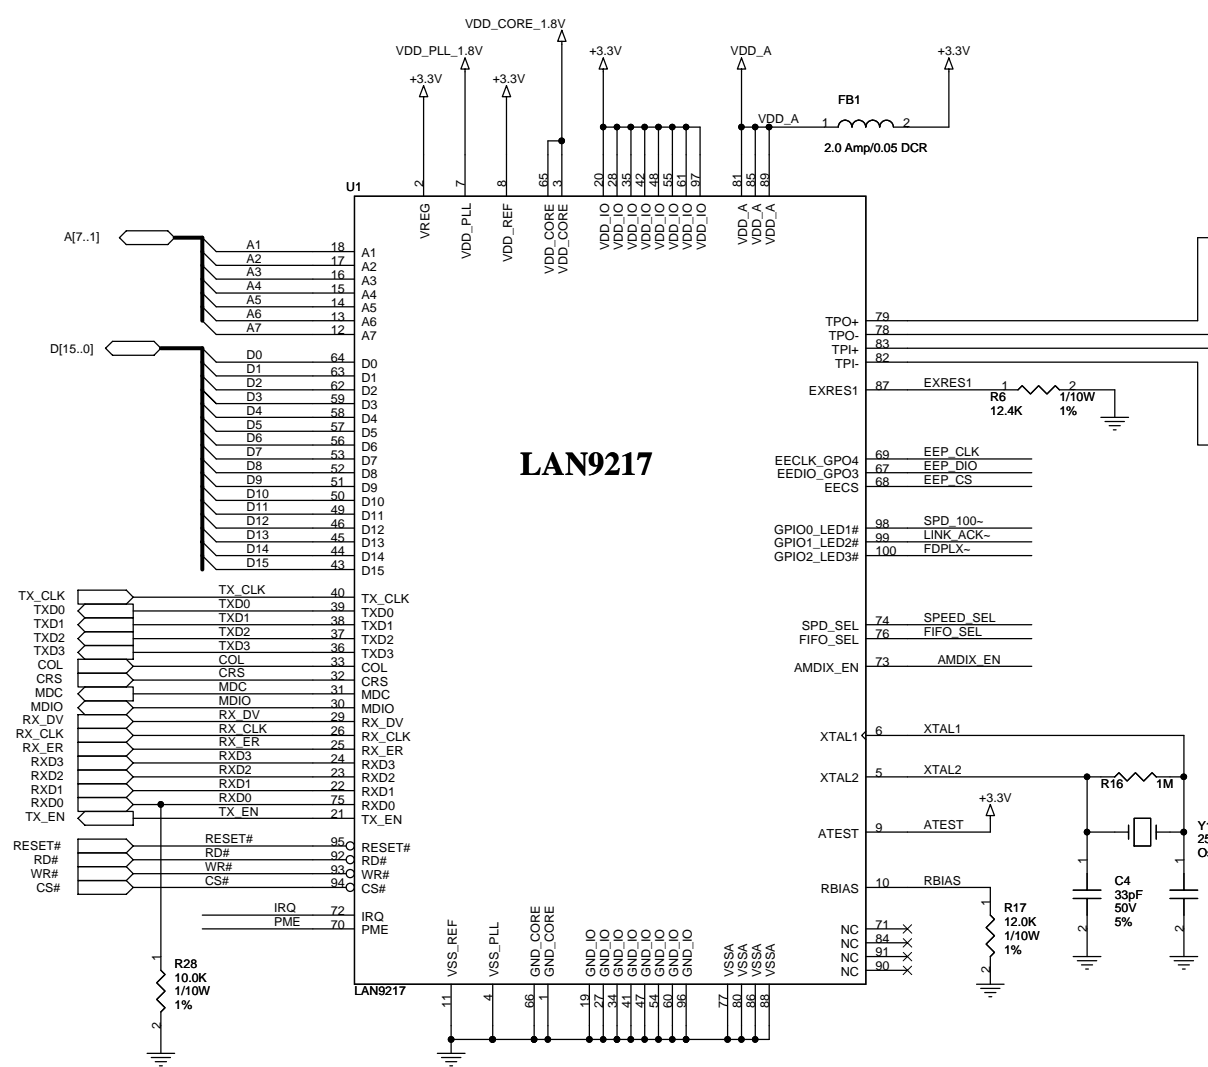 VDD_CORE_1.8V
VDD_PLL_1.8V
+3.3V
VDD_A
+3.3V
+3.3V
+3.3V
FB1
VDD_A
1
2
2.0 Amp/0.05 DCR
U1
2
7
8
65
3
20
28
35
42
48
55
61
97
81
85
89
VREG
VDD_PLL
VDD_REF
VDD_CORE
VDD_CORE
VDD_IO
VDD_IO
VDD_IO
VDD_IO
VDD_IO
VDD_IO
VDD_IO
VDD_IO
VDD_A
VDD_A
VDD_A
A[7..1]
A1 18 A1
A2 17 A2
A3 16 A3
A4 15 A4
A5 14 A5
A6 13 A6
A7 12 A7
D[15..0]
D0 64 D0
D1 63 D1
D2 62 D2
D3 59 D3
D4 58 D4
D5 57 D5
D6 56 D6
D7 53 D7
D8 52 D8
D9 51 D9
D10 50 D10
D11 49 D11
D12 46 D12
D13 45 D13
D14 44 D14
D15 43 D15
TX_CLK TX_CLK 40 TX_CLK
TXD0 TXD0 39 TXD0
TXD1 TXD1 38 TXD1
TXD2 TXD2 37 TXD2
TXD3 TXD3 36 TXD3
COL COL 33 COL
CRS CRS 32 CRS
MDC MDC 31 MDC
MDIO MDIO 30 MDIO
RX_DV RX_DV 29 RX_DV
RX_CLK RX_CLK 26 RX_CLK
RX_ER RX_ER 25 RX_ER
RXD3 RXD3 24 RXD3
RXD2 RXD2 23 RXD2
RXD1 RXD1 22 RXD1
RXD0 RXD0 75 RXD0
TX_EN TX_EN 21 TX_EN
RESET# RESET# 95 RESET#
RD# RD# 92 RD#
WR# WR# 93 WR#
CS# CS# 94 CS#
IRQ 72 IRQ
PME 70 PME
1
R28
10.0K
1/10W
1%
2
LAN9217
TPO+ 79
TPO- 78
TPI+ 83
TPI- 82
EXRES1 87 EXRES1
1
2
R6
12.4K
1/10W
1%
EECLK_GPO4 69 EEP_CLK
EEDIO_GPO3 67 EEP_DIO
EECS 68 EEP_CS
GPIO0_LED1# 98 SPD_100~
GPIO1_LED2# 99 LINK_ACK~
GPIO2_LED3# 100 FDPLX~
SPD_SEL 74 SPEED_SEL
FIFO_SEL 76 FIFO_SEL
AMDIX_EN 73 AMDIX_EN
XTAL1 6 XTAL1
XTAL2 5 XTAL2
R16 1M
+3.3V
ATEST 9 ATEST
RBIAS 10 RBIAS
1
R17
12.0K
1/10W
1%
2
1
C4
33pF
50V
5%
2
1
2
NC 71
NC 84
NC 91
NC 90
VSS_REF
VSS_PLL
GND_CORE
GND_CORE
GND_IO
GND_IO
GND_IO
GND_IO
GND_IO
GND_IO
GND_IO
GND_IO
VSSA
VSSA
VSSA
VSSA
LAN9217
11
4
66
1
19
27
34
41
47
54
60
96
77
80
86
88